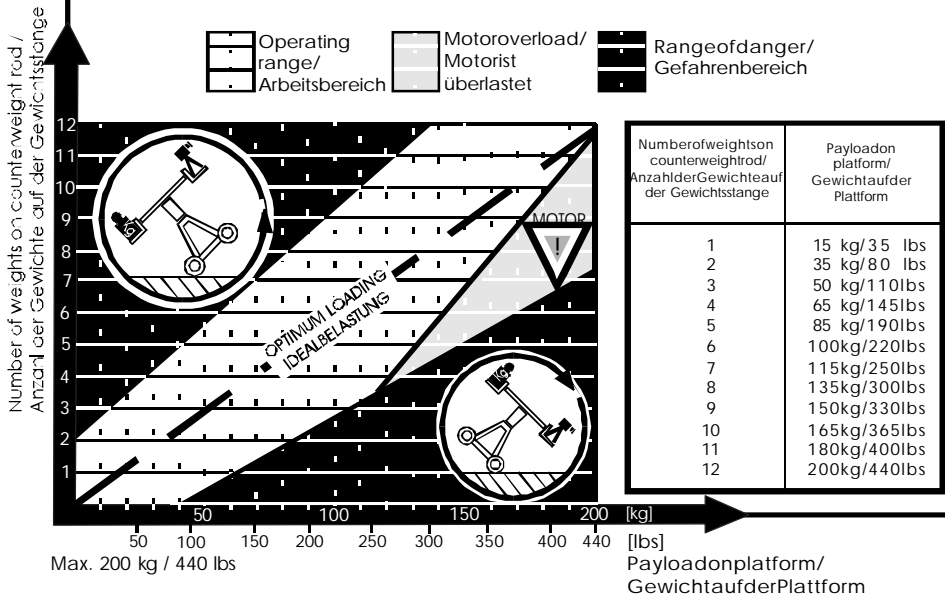 Number of weights on counterweight rod /
Anzahl der Gewichte auf der Gewichtsstange
Operating
range/
Arbeitsbereich
Motoroverload/
Motorist
überlastet
Rangeofdanger/
Gefahrenbereich
12
11
10
9
8
7
6
5
4
3
2
1
KG
MOTOR
!
OPTIMUM LOADING
IDEALBELASTUNG
KG
50 100 150 200 [kg]
50 100 150 200 250 300 350 400 440 [lbs]
Max. 200 kg / 440 lbs
Payloadonplatform/
GewichtaufderPlattform
Numberofweightson
counterweightrod/
AnzahlderGewichteauf
der Gewichtsstange
Payloadon
platform/
Gewichtaufder
Plattform
1 15 kg/35 lbs
2 35 kg/80 lbs
3 50 kg/110lbs
4 65 kg/145lbs
5 85 kg/190lbs
6 100kg/220lbs
7 115kg/250lbs
8 135kg/300lbs
9 150kg/330lbs
10 165kg/365lbs
11 180kg/400lbs
12 200kg/440lbs